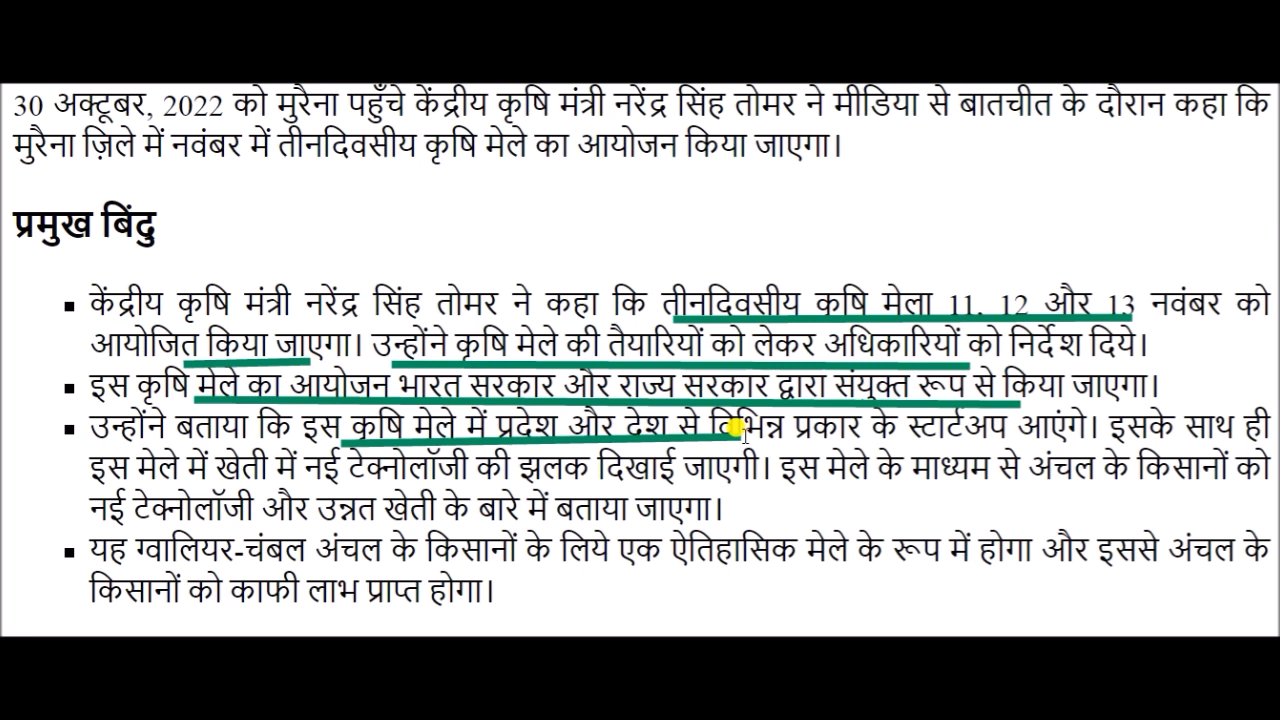 30 अक्टूबर, 2022 को मुरैना पहुँचे केंद्रीय कृषि मंत्री नरेंद्र सिंह तोमर ने मीडिया से बातचीत के दौरान कहा कि
मुरैना ज़िले में नवंबर में तीनदिवसीय कृषि मेले का आयोजन किया जाएगा।
प्रमुख बिंदु
▪ केंद्रीय कृषि मंत्री नरेंद्र सिंह तोमर ने कहा कि तीनदिवसीय कृषि मेला 11, 12 और 13 नवंबर को
आयोजित किया जाएगा। उन्होंने कृषि मेले की तैयारियों को लेकर अधिकारियों को निर्देश दिये।
▪ इस कृषि मेले का आयोजन भारत सरकार और राज्य सरकार द्वारा संयुक्त रूप से किया जाएगा।
▪ उन्होंने बताया कि इस कृषि मेले में प्रदेश और देश से विभिन्न प्रकार के स्टार्टअप आएंगे। इसके साथ ही
इस मेले में खेती में नई टेक्नोलॉजी की झलक दिखाई जाएगी। इस मेले के माध्यम से अंचल के किसानों को
नई टेक्नोलॉजी और उन्नत खेती के बारे में बताया जाएगा।
▪ यह ग्वालियर-चंबल अंचल के किसानों के लिये एक ऐतिहासिक मेले के रूप में होगा और इससे अंचल के
किसानों को काफी लाभ प्राप्त होगा।